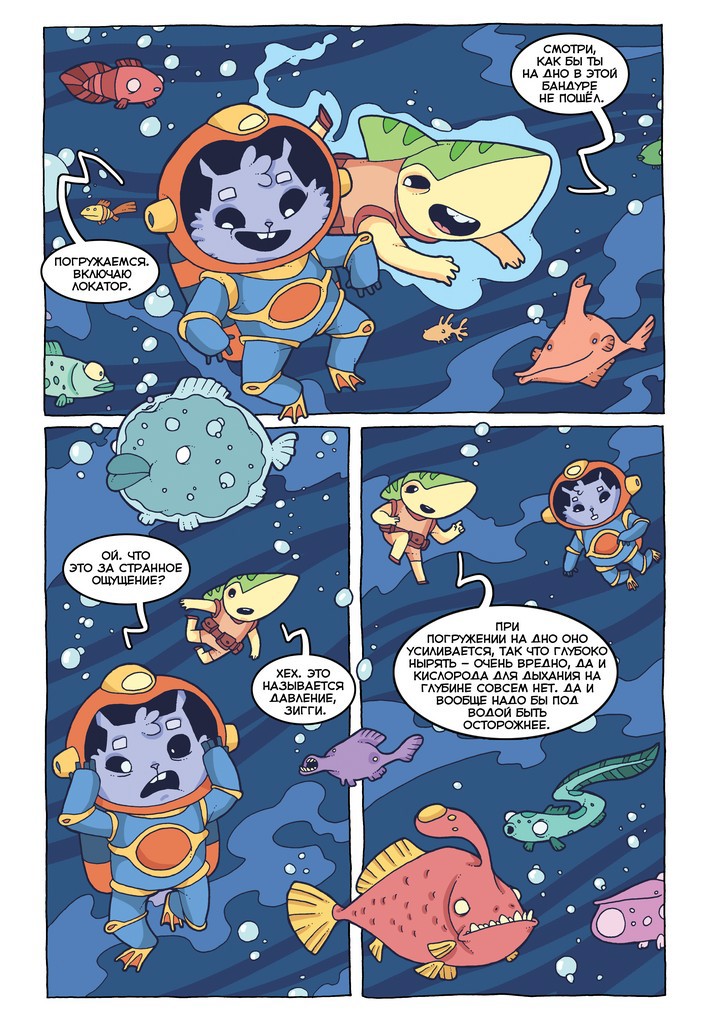 СМОТРИ,
КАК БЫ ТЫ
НА ДНО В ЭТОЙ
БАНДУРЕ
НЕ ПОШЁЛ.
ПОГРУЖАЕМСЯ.
ВКЛЮЧАЮ
ЛОКАТОР.
ОЙ. ЧТО
ЭТО ЗА СТРАННОЕ
ОЩУЩЕНИЕ?
ХЕХ. ЭТО
НАЗЫВАЕТСЯ
ДАВЛЕНИЕ,
ЗИГГИ.
ПРИ
ПОГРУЖЕНИИ НА ДНО ОНО
УСИЛИВАЕТСЯ, ТАК ЧТО ГЛУБОКО
НЫРЯТЬ – ОЧЕНЬ ВРЕДНО, ДА И
КИСЛОРОДА ДЛЯ ДЫХАНИЯ НА
ГЛУБИНЕ СОВСЕМ НЕТ. ДА И
ВООБЩЕ НАДО БЫ ПОД
ВОДОЙ БЫТЬ
ОСТОРОЖНЕЕ.